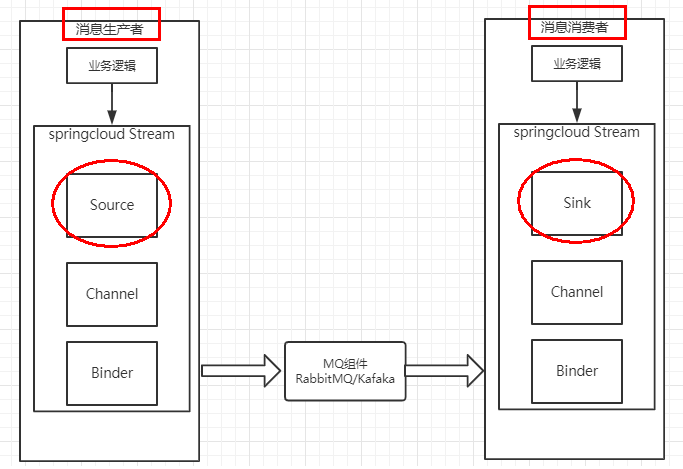 消息生产者
业务逻辑
springcloud Stream
Source
Channel
Binder
MQ组件
RabbitMQ/Kafaka
消息消费者
业务逻辑
springcloud Stream
Sink
Channel
Binder